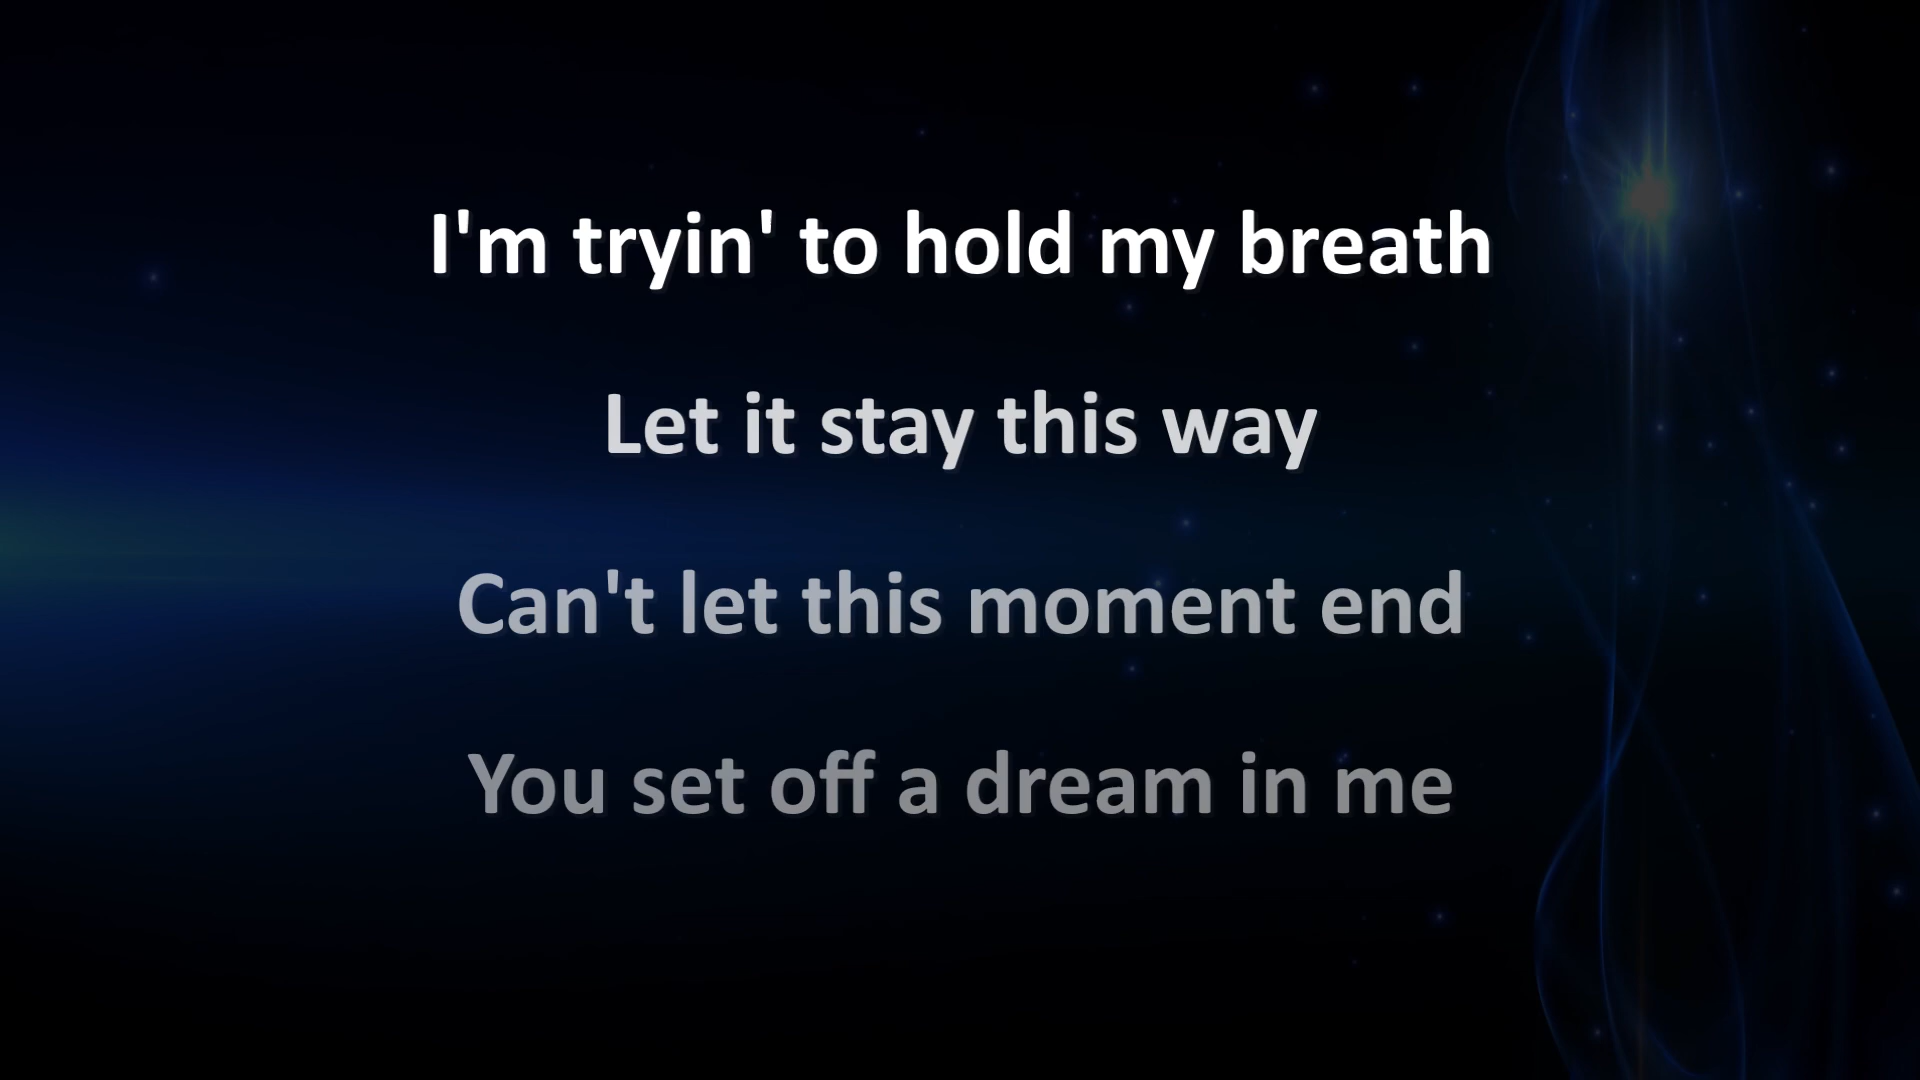 I'm tryin' to hold my breath
Let it stay this way
Can't let this moment end
You set off a dream in me